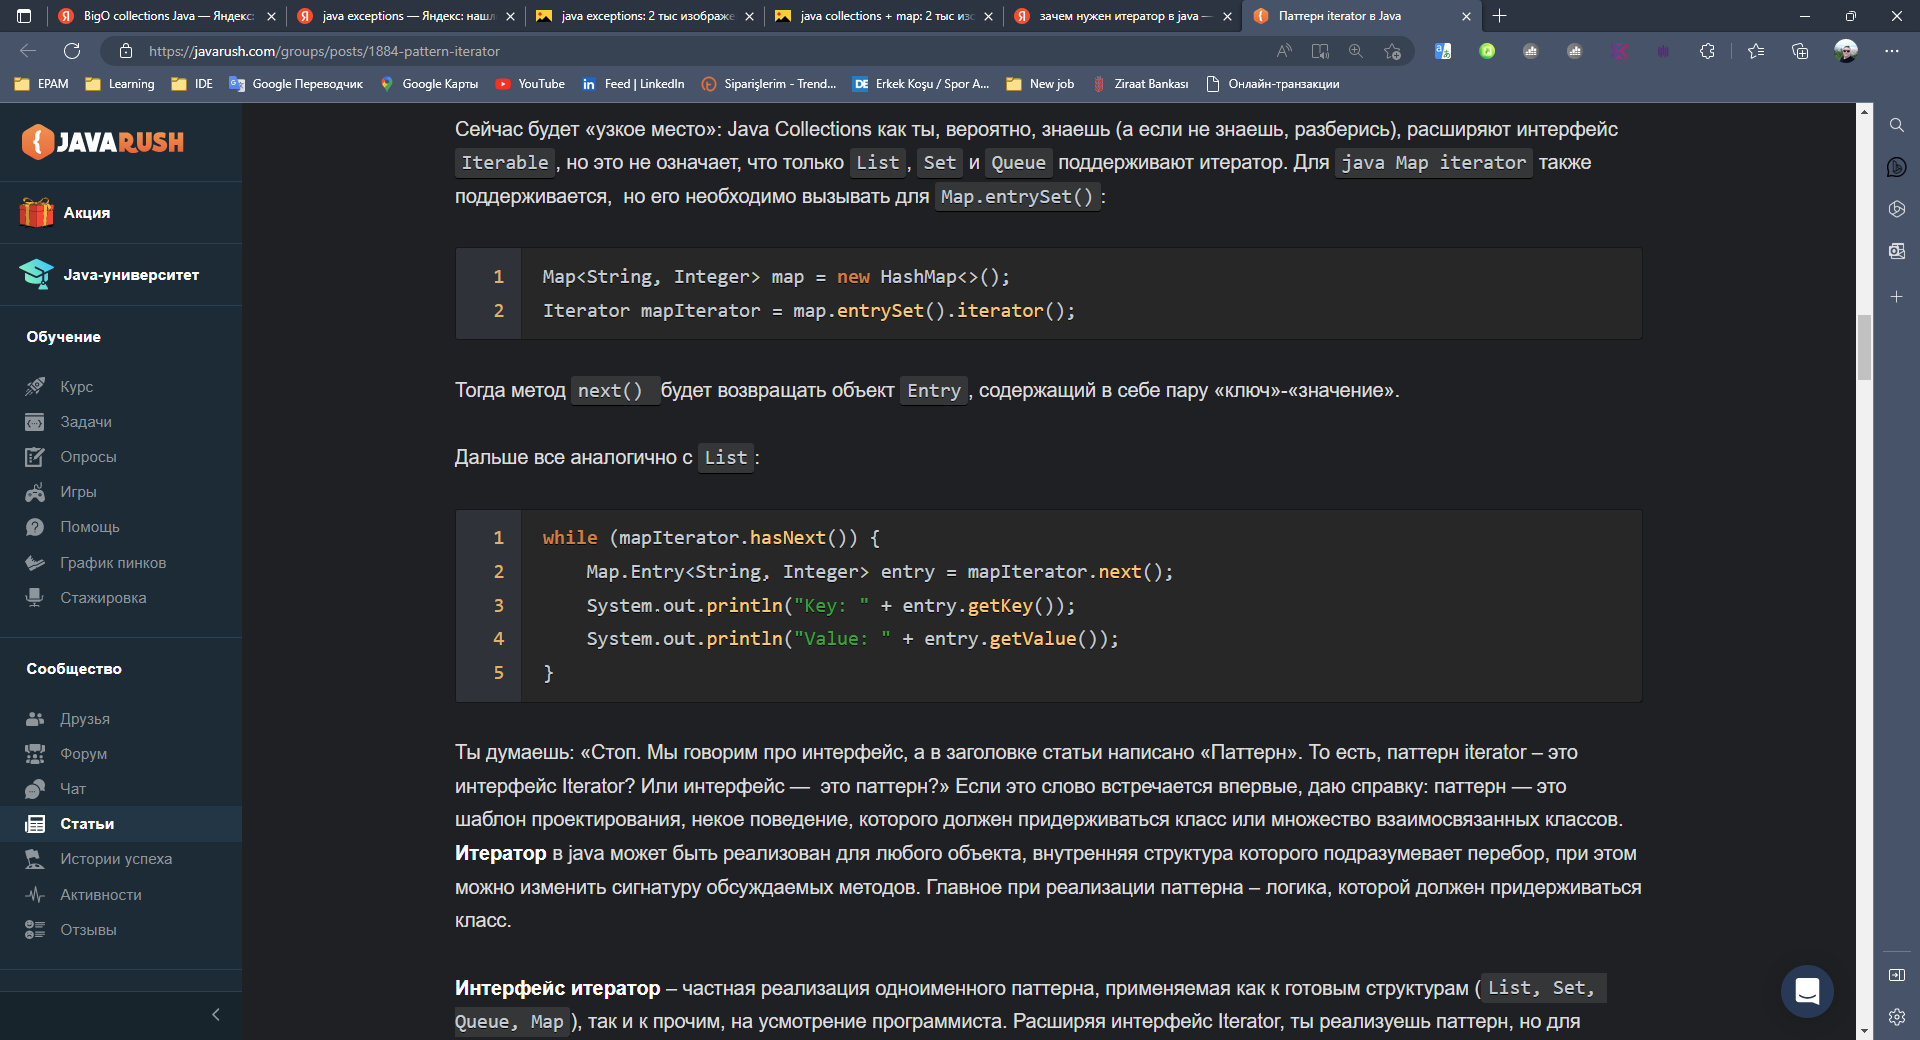 BigO collections Java — Яндекс:
java exceptions — Яндекс: нашл
java exceptions: 2 тыс изображе
java collections + map: 2 тыс изо
зачем нужен итератор в java —
Паттерн iterator в Java
https://javarush.com/groups/posts/1884-pattern-iterator
EPAM
Learning
IDE
Google Переводчик
Google Карты
YouTube
Feed | LinkedIn
Siparişlerim - Trend...
Erkek Koşu / Spor A...
New job
Ziraat Bankası
Онлайн-транзакции
JAVARUSH
Акция
Java-университет
Обучение
Курс
Задачи
Опросы
Игры
Помощь
График пинков
Стажировка
Сообщество
Друзья
Форум
Чат
Статьи
Истории успеха
Активности
Отзывы
Сейчас будет «узкое место»: Java Collections как ты, вероятно, знаешь (а если не знаешь, разберись), расширяют интерфейс
Iterable, но это не означает, что только List, Set и Queue поддерживают итератор. Для java Map iterator также
поддерживается, но его необходимо вызывать для Map.entrySet():
1 Map<String, Integer> map = new HashMap<>();
2 Iterator mapIterator = map.entrySet().iterator();
Тогда метод next() будет возвращать объект Entry, содержащий в себе пару «ключ»-«значение».
Дальше все аналогично с List:
1 while (mapIterator.hasNext()) {
2 Map.Entry<String, Integer> entry = mapIterator.next();
3 System.out.println("Key: " + entry.getKey());
4 System.out.println("Value: " + entry.getValue());
5 }
Ты думаешь: «Стоп. Мы говорим про интерфейс, а в заголовке статьи написано «Паттерн». То есть, паттерн iterator – это
интерфейс Iterator? Или интерфейс — это паттерн?» Если это слово встречается впервые, даю справку: паттерн — это
шаблон проектирования, некое поведение, которого должен придерживаться класс или множество взаимосвязанных классов.
Итератор в java может быть реализован для любого объекта, внутренняя структура которого подразумевает перебор, при этом
можно изменить сигнатуру обсуждаемых методов. Главное при реализации паттерна – логика, которой должен придерживаться
класс.
Интерфейс итератор – частная реализация одноименного паттерна, применяемая как к готовым структурам (List, Set,
Queue, Map), так и к прочим, на усмотрение программиста. Расширяя интерфейс Iterator, ты реализуешь паттерн, но для